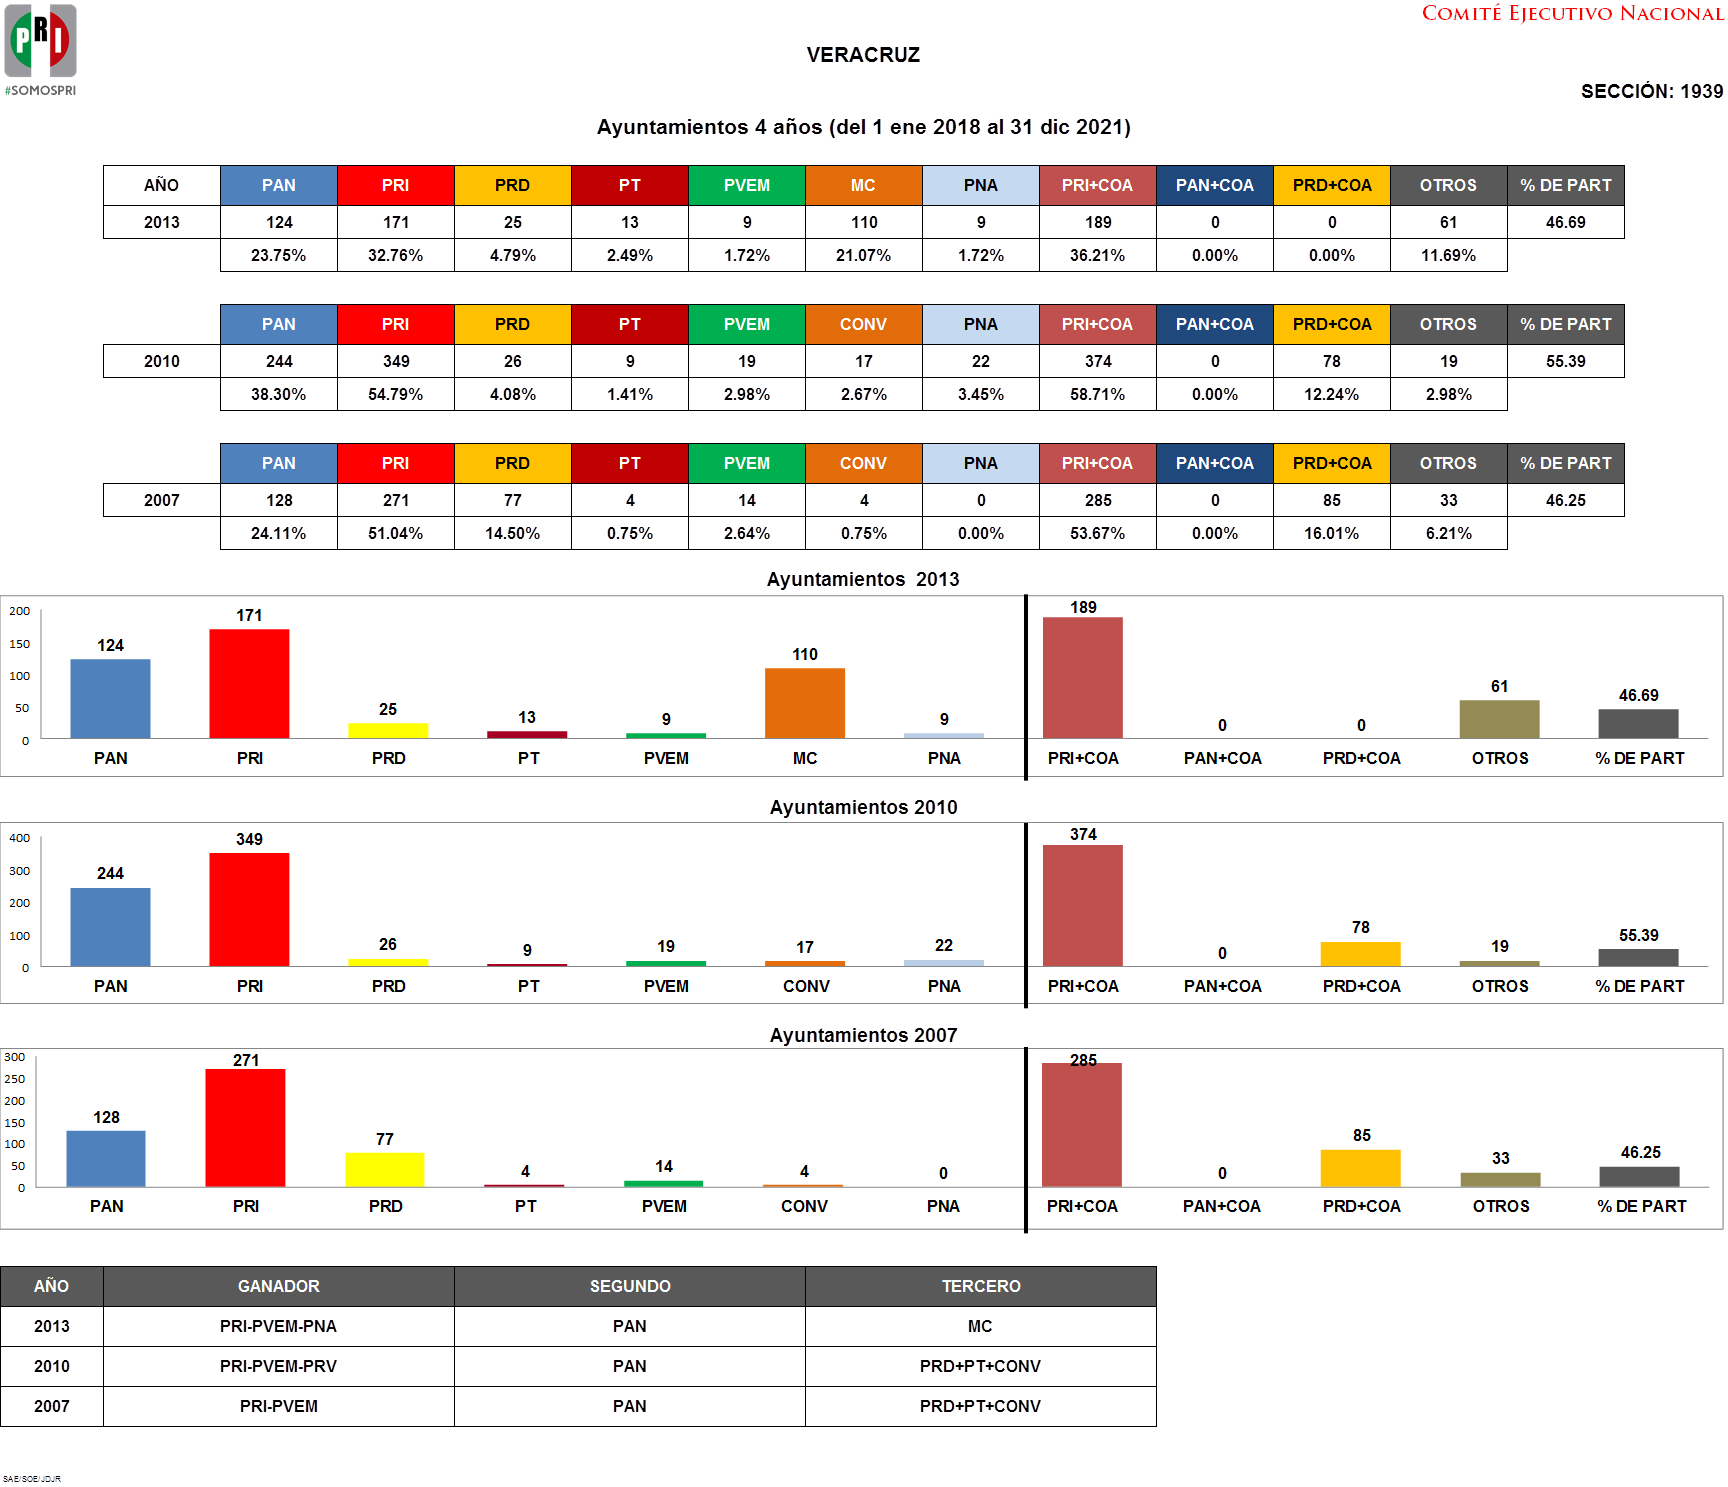 PRI
#SOMOSPRI
COMITÉ EJECUTIVO NACIONAL
VERACRUZ
SECCIÓN: 1939
Ayuntamientos 4 años (del 1 ene 2018 al 31 dic 2021)
AÑO PAN PRI PRD PT PVEM MC PNA PRI+COA PAN+COA PRD+COA OTROS % DE PART
2013 124 171 25 13 9 110 9 189 0 0 61 46.69
23.75% 32.76% 4.79% 2.49% 1.72% 21.07% 1.72% 36.21% 0.00% 0.00% 11.69%
PAN PRI PRD PT PVEM CONV PNA PRI+COA PAN+COA PRD+COA OTROS % DE PART
2010 244 349 26 9 19 17 22 374 0 78 19 55.39
38.30% 54.79% 4.08% 1.41% 2.98% 2.67% 3.45% 58.71% 0.00% 12.24% 2.98%
PAN PRI PRD PT PVEM CONV PNA PRI+COA PAN+COA PRD+COA OTROS % DE PART
2007 128 271 77 4 14 4 0 285 0 85 33 46.25
24.11% 51.04% 14.50% 0.75% 2.64% 0.75% 0.00% 53.67% 0.00% 16.01% 6.21%
Ayuntamientos 2013
200
150
100
50
0
124 171 25 13 9 110 9 189 0 0 61 46.69
PAN PRI PRD PT PVEM MC PNA PRI+COA PAN+COA PRD+COA OTROS % DE PART
Ayuntamientos 2010
400
300
200
100
0
244 349 26 9 19 17 22 374 0 78 19 55.39
PAN PRI PRD PT PVEM CONV PNA PRI+COA PAN+COA PRD+COA OTROS % DE PART
Ayuntamientos 2007
300
250
200
150
100
50
0
128 271 77 4 14 4 0 285 0 85 33 46.25
PAN PRI PRD PT PVEM CONV PNA PRI+COA PAN+COA PRD+COA OTROS % DE PART
AÑO GANADOR SEGUNDO TERCERO
2013 PRI-PVEM-PNA PAN MC
2010 PRI-PVEM-PRV PAN PRD+PT+CONV
2007 PRI-PVEM PAN PRD+PT+CONV
SAE/SOE/JDJR